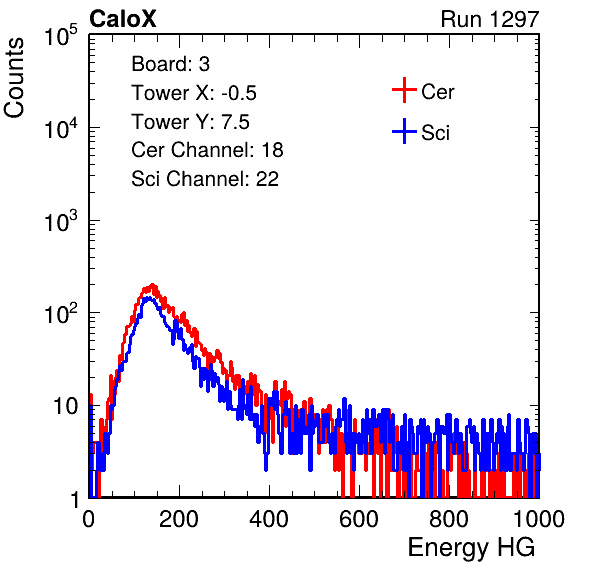 CaloX Run 1297
Counts
Board: 3
Tower X: -0.5
Tower Y: 7.5
Cer Channel: 18
Sci Channel: 22
Cer
Sci
10^5
10^4
10^3
10^2
10
1
0 200 400 600 800 1000
Energy HG